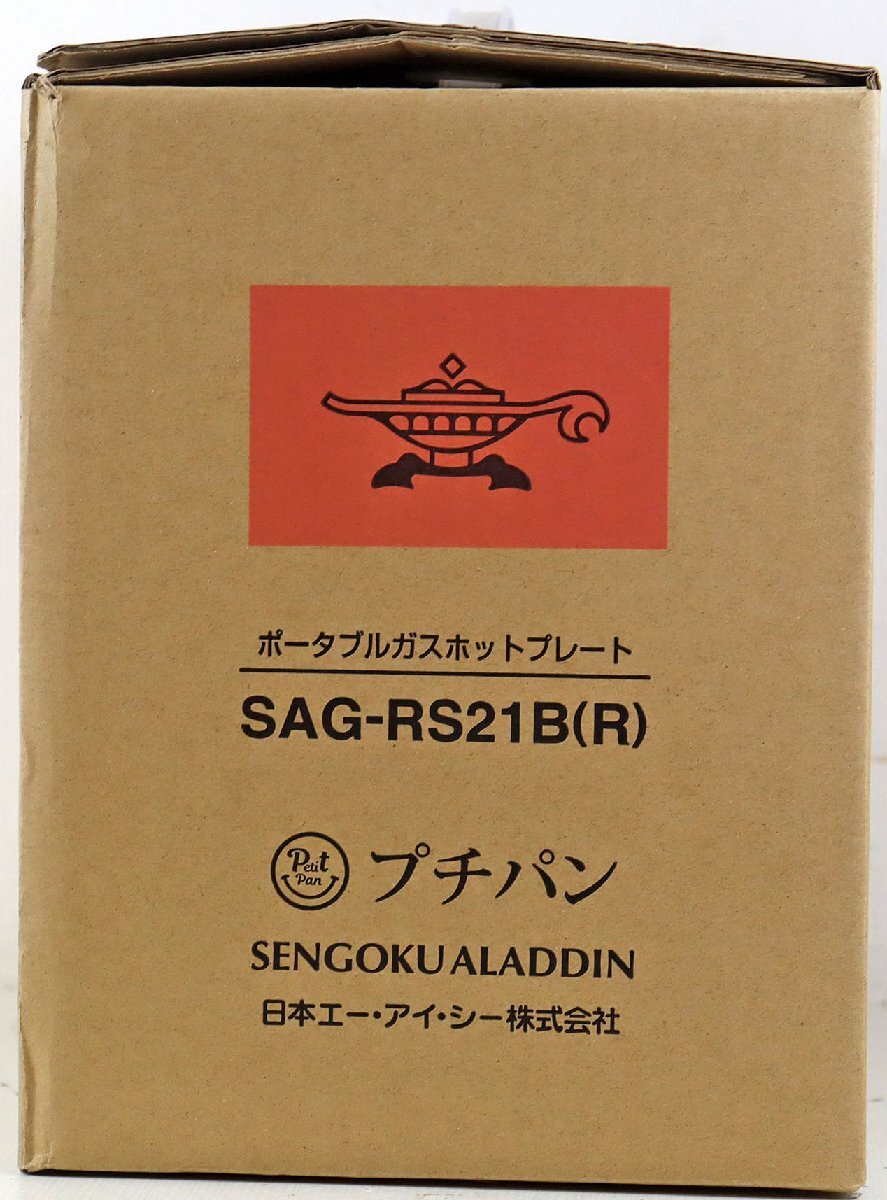 ポータブルガスホットプレート
SAG-RS21B(R)
Petit
Pan
プチパン
SENGOKU ALADDIN
日本エー・アイ・シー株式会社